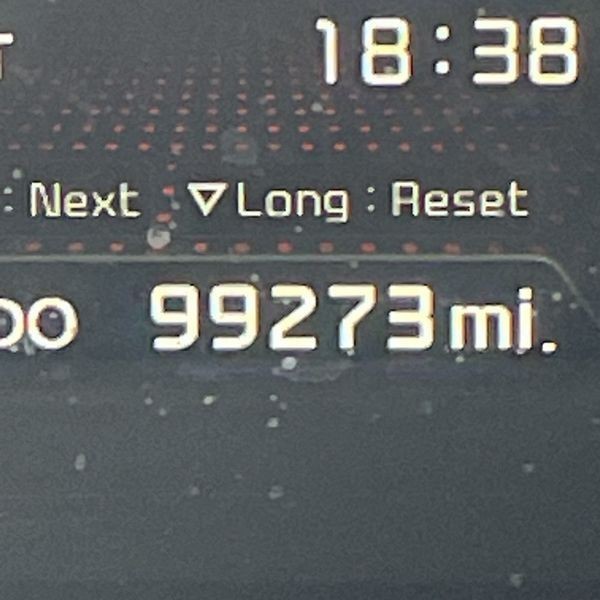 18:38
: Next ▽Long : Reset
99273mi.